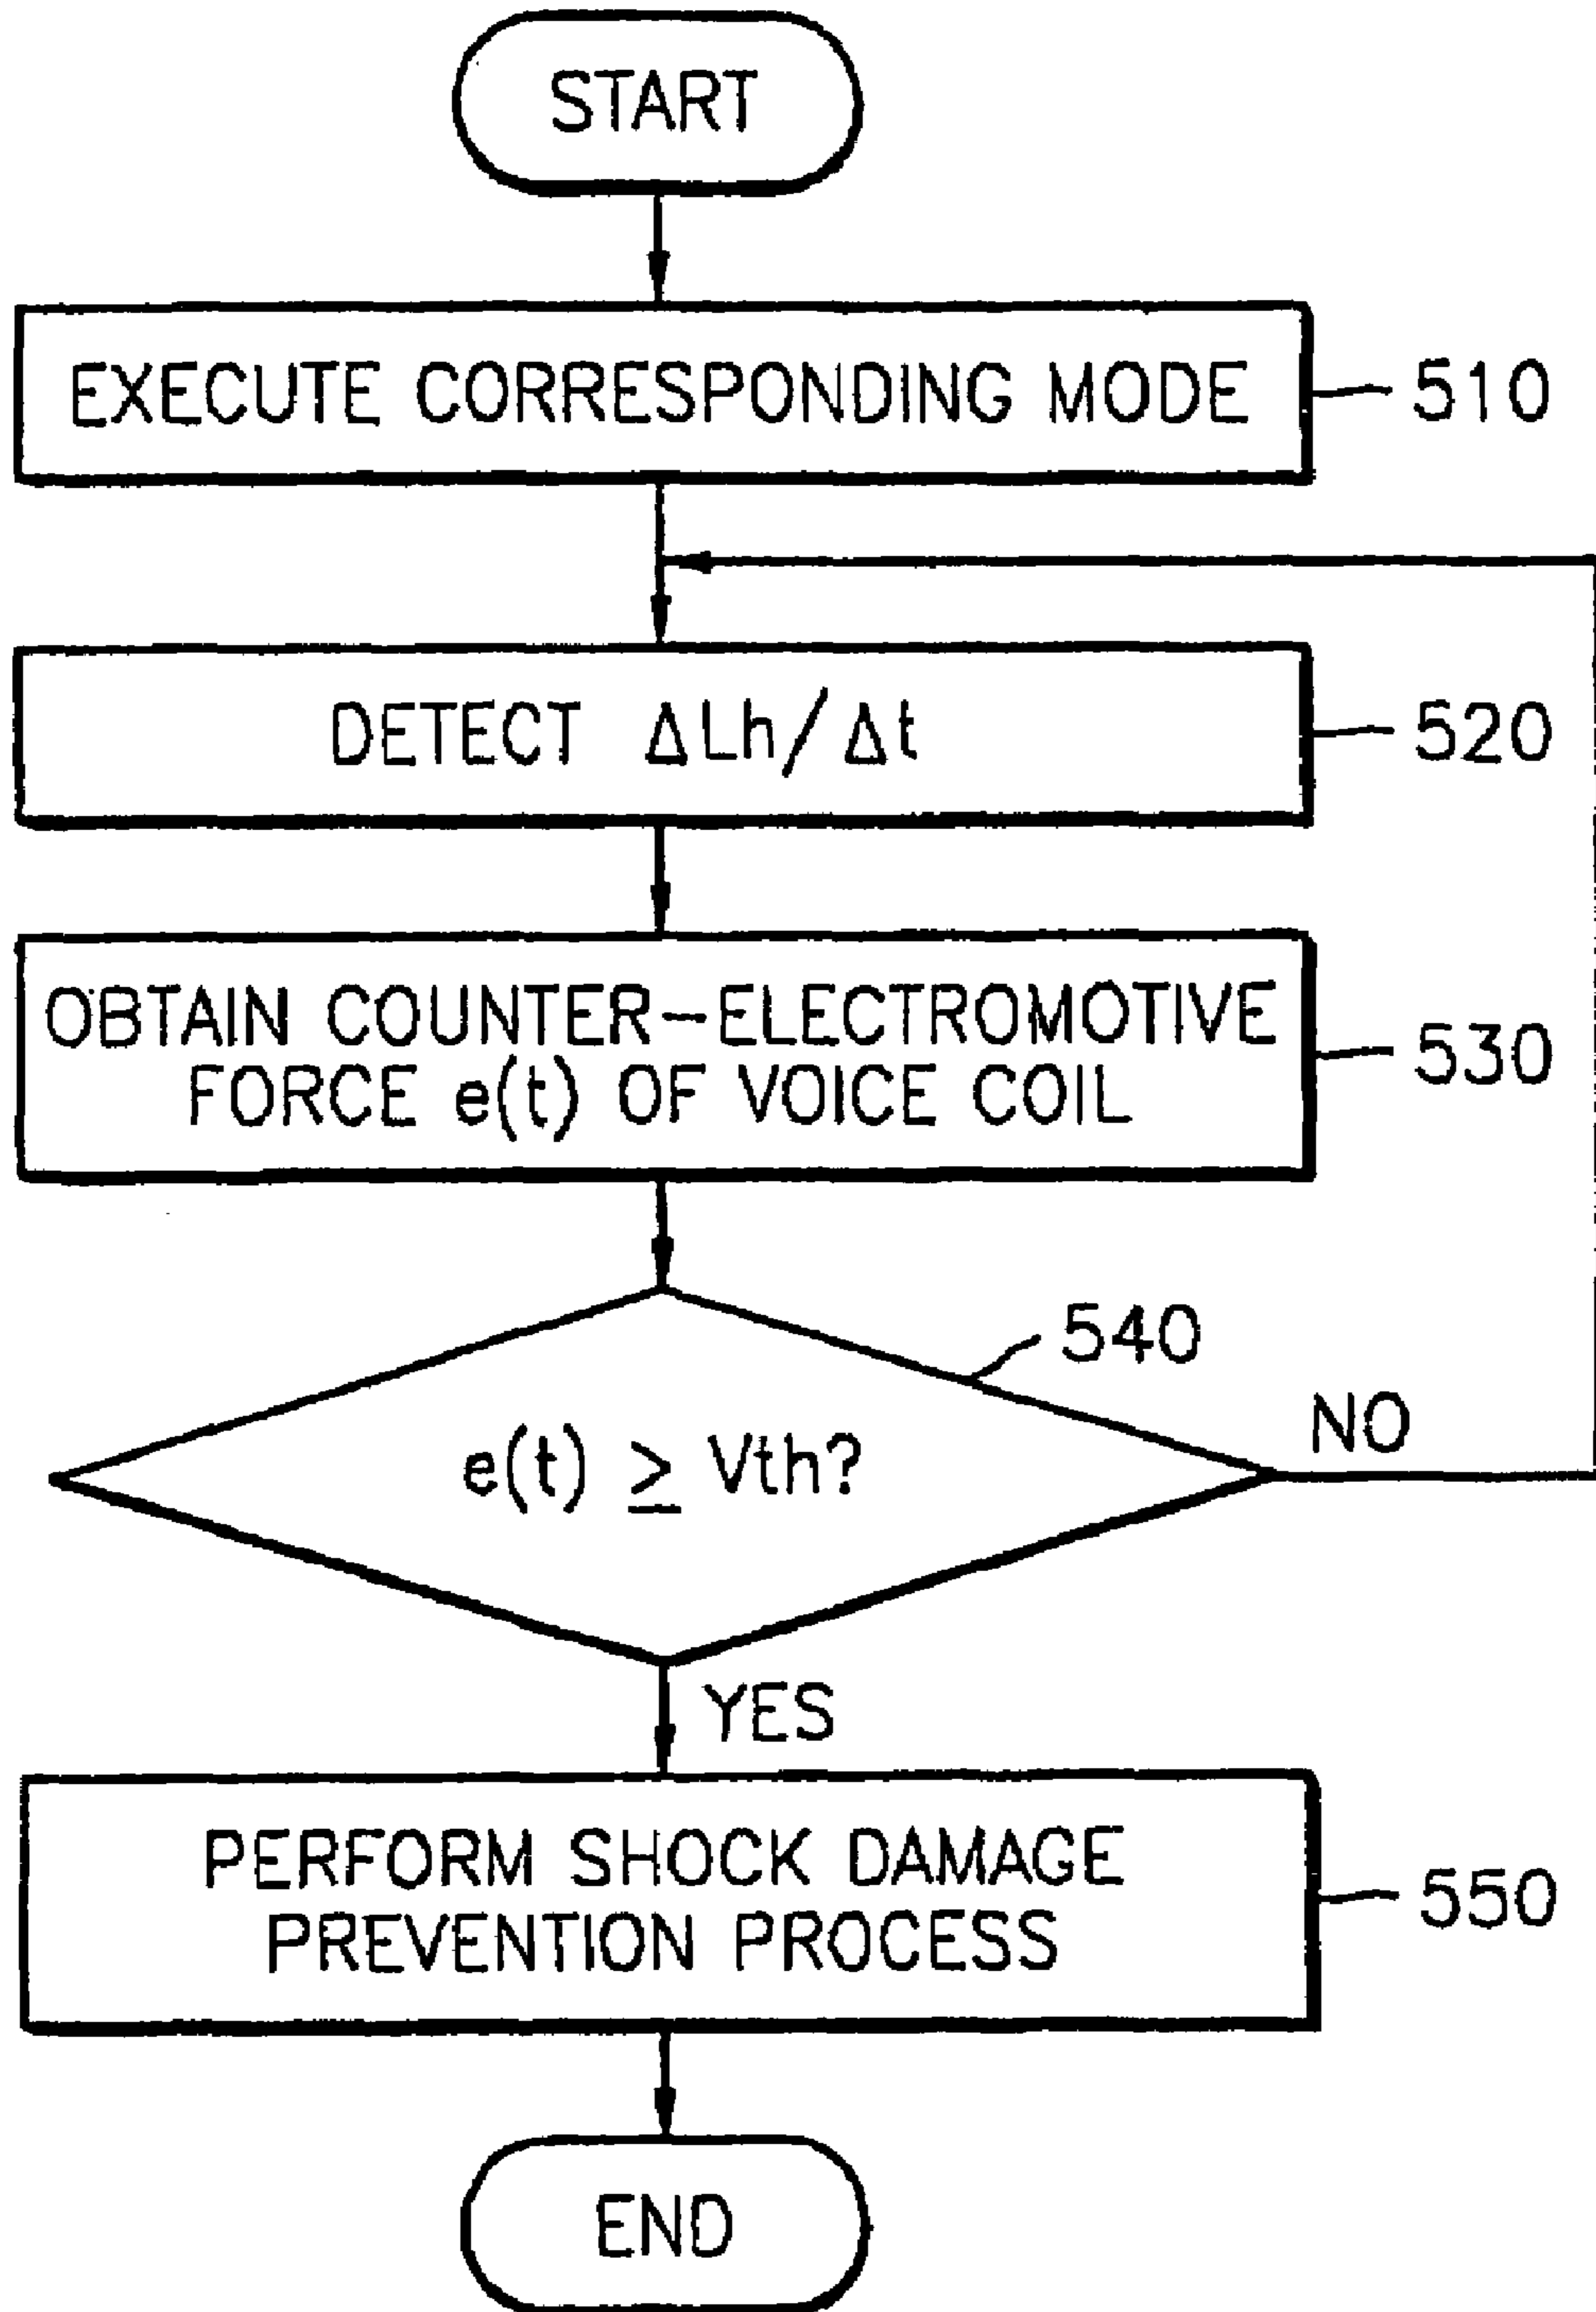 START
EXECUTE CORRESPONDING MODE
510
DETECT ΔLh/Δt
520
OBTAIN COUNTER-ELECTROMOTIVE
FORCE e(t) OF VOICE COIL
530
540
e(t) ≥ Vth?
NO
YES
PERFORM SHOCK DAMAGE
PREVENTION PROCESS
550
END